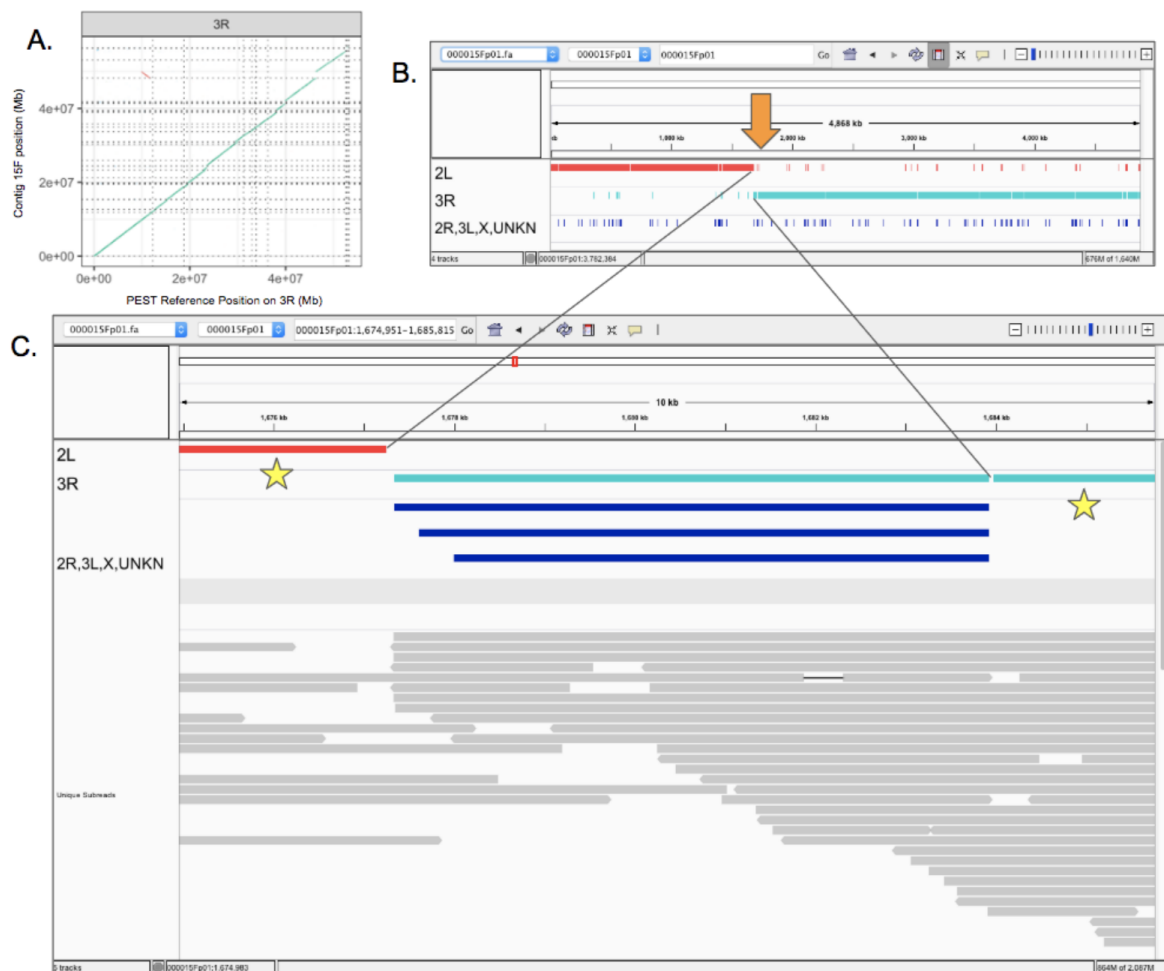 A.
3R
Contig 15F position (Mb)
4e+07
2e+07
0e+00
0e+00
2e+07
4e+07
PEST Reference Position on 3R (Mb)
B.
000015Fp01.fa
000015Fp01
000015Fp01
Go
4,868 kb
1,000 kb
2,000 kb
3,000 kb
4,000 kb
2L
3R
2R,3L,X,UNKN
4 tracks
000015Fp01:3,782,384
676M of 1,640M
C.
000015Fp01.fa
000015Fp01
000015Fp01:1,674,951-1,685,815
Go
10 kb
1,676 kb
1,678 kb
1,680 kb
1,682 kb
1,684 kb
2L
3R
2R,3L,X,UNKN
Unique Subreads
5 tracks
000015Fp01:1,674,983
864M of 2,087M